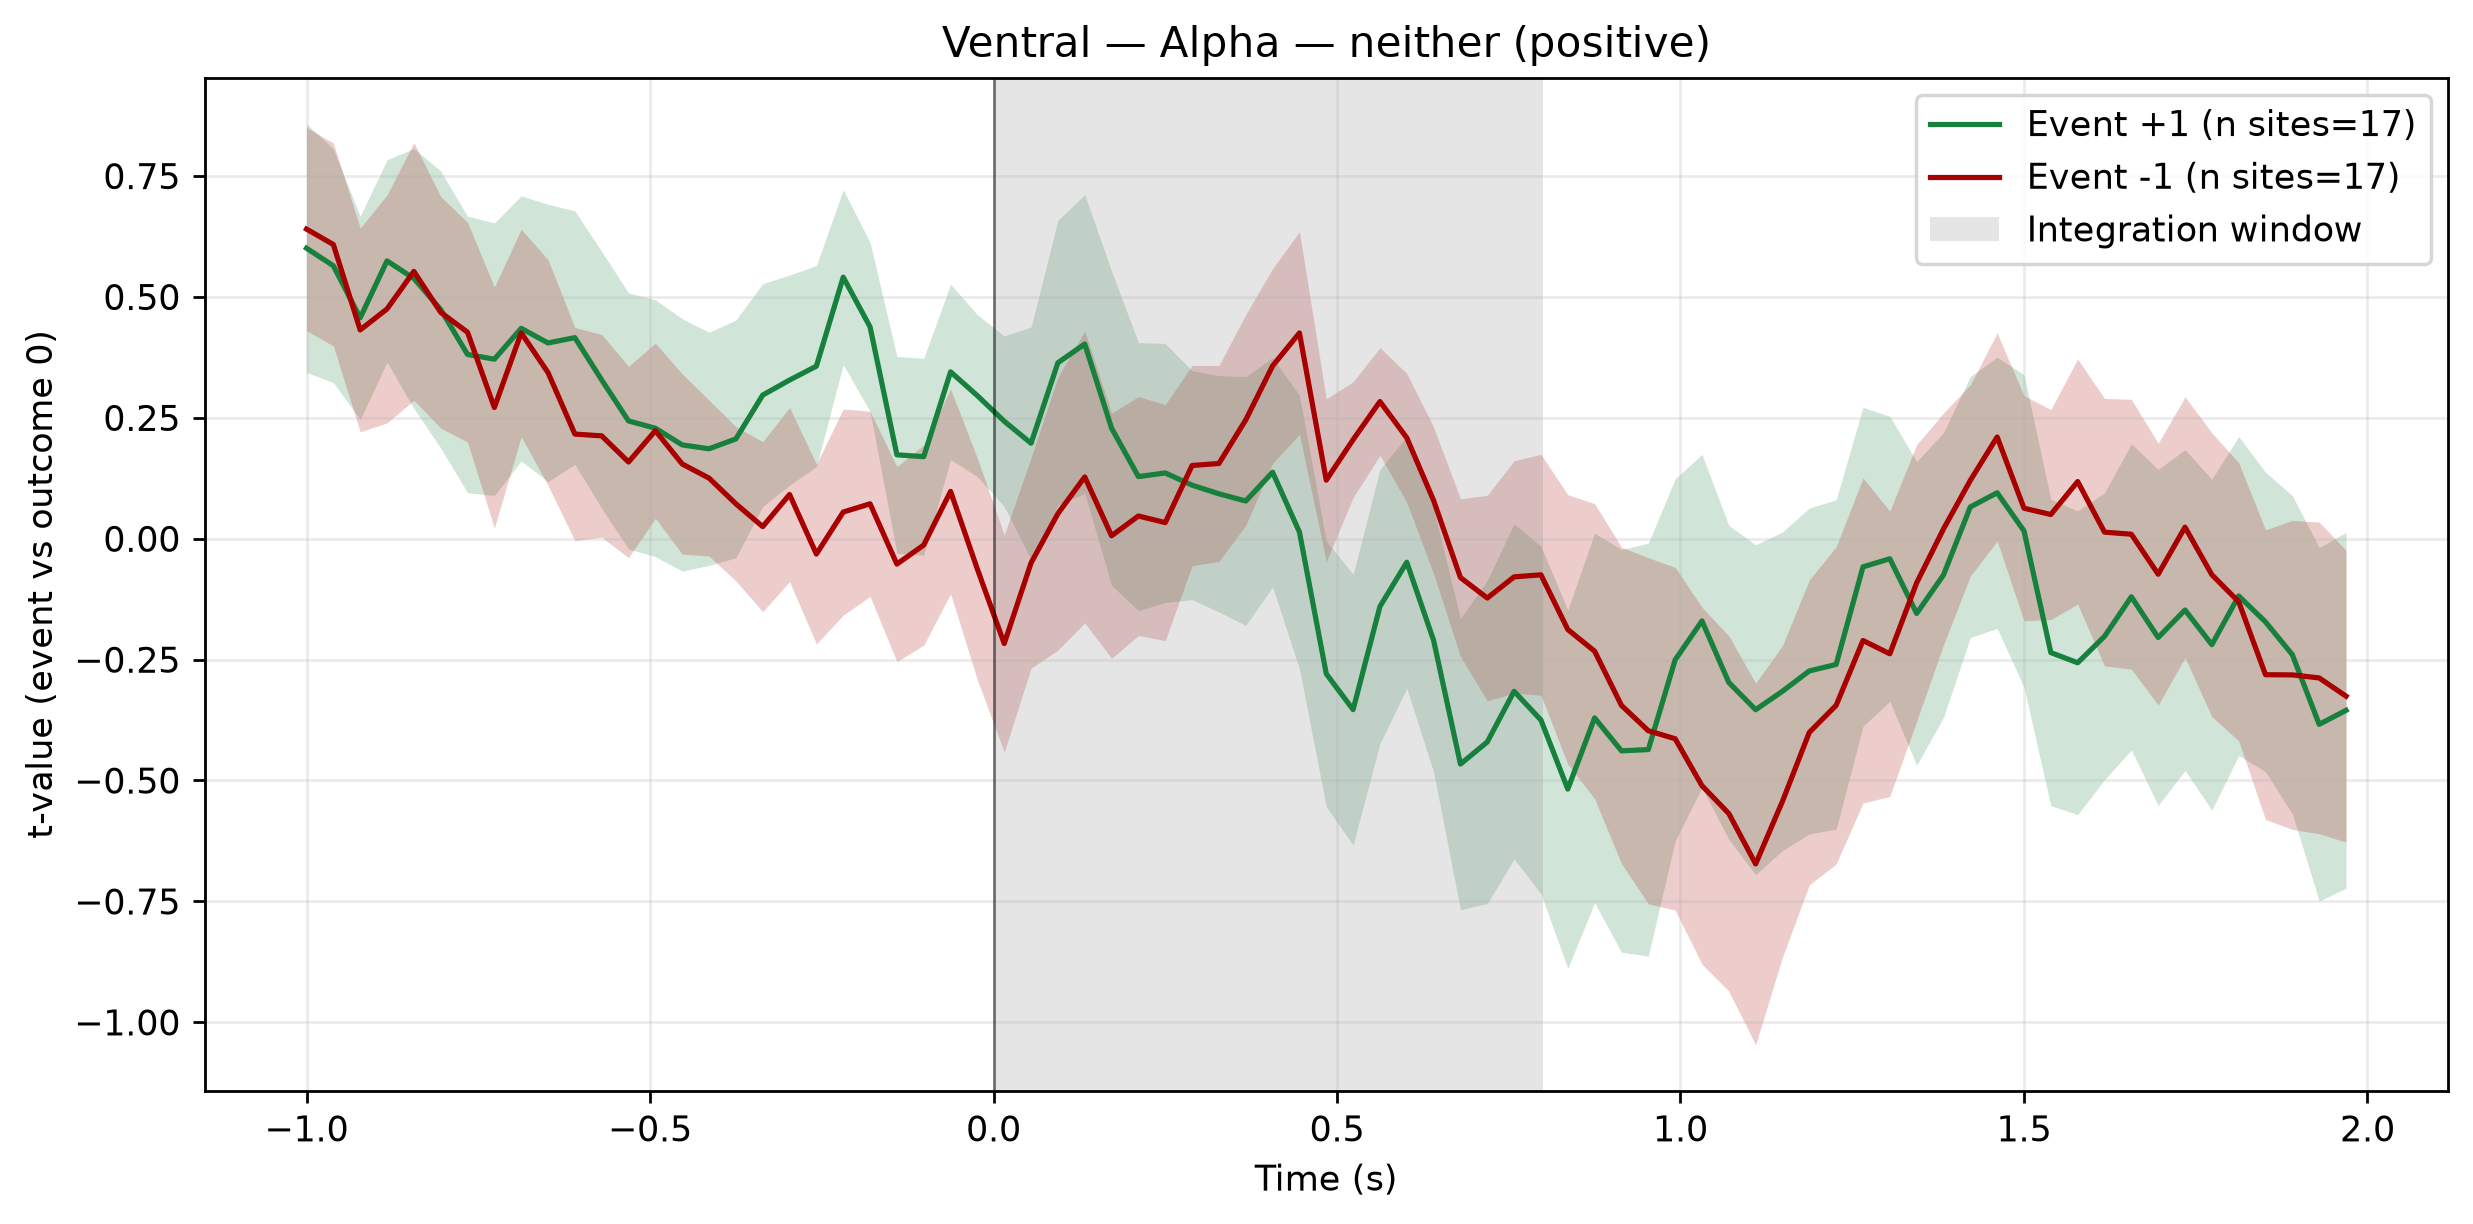 Ventral — Alpha — neither (positive)
Event +1 (n sites=17)
Event -1 (n sites=17)
Integration window
t-value (event vs outcome 0)
0.75
0.50
0.25
0.00
−0.25
−0.50
−0.75
−1.00
−1.0 −0.5 0.0 0.5 1.0 1.5 2.0
Time (s)